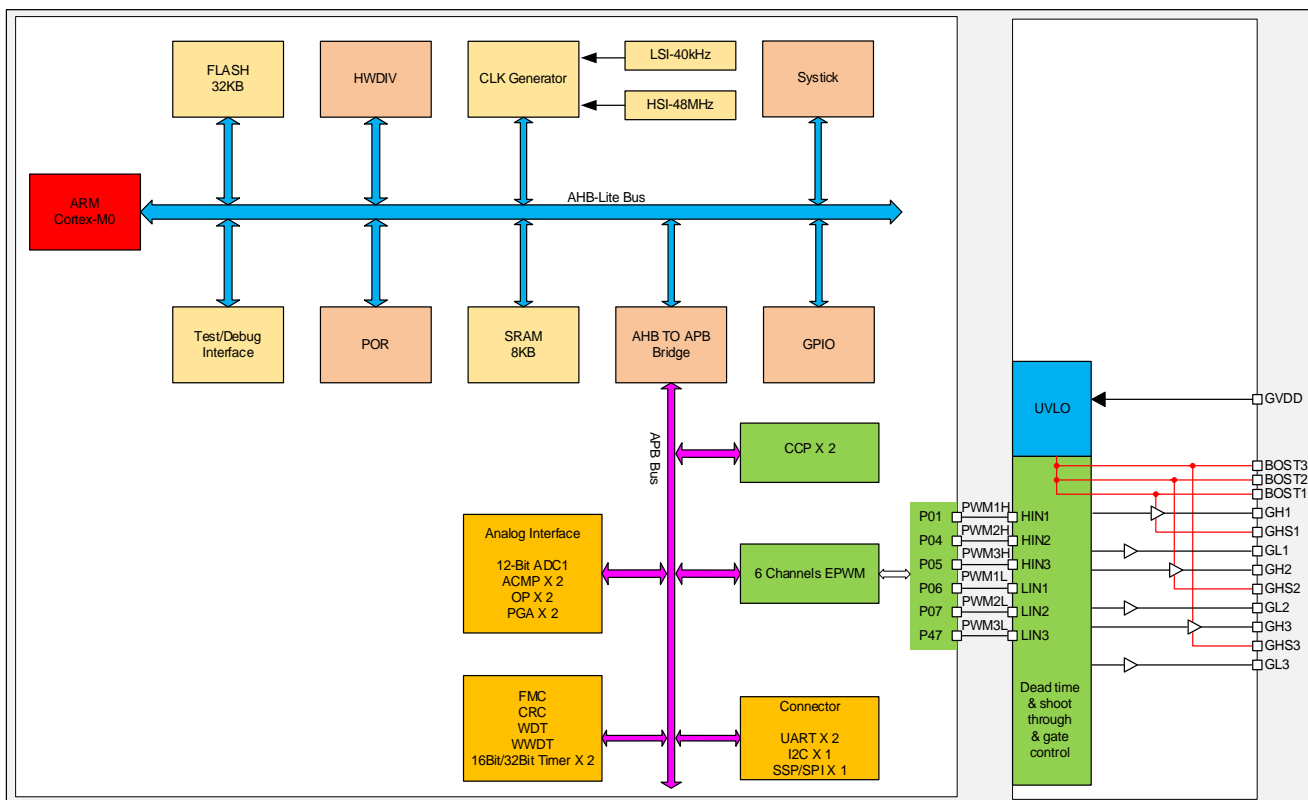 FLASH
32KB
HWDIV
CLK Generator
LSI-40kHz
HSI-48MHz
Systick
ARM
Cortex-M0
AHB-Lite Bus
Test/Debug
Interface
POR
SRAM
8KB
AHB TO APB
Bridge
GPIO
APB Bus
CCP X 2
Analog Interface
12-Bit ADC1
ACMP X 2
OP X 2
PGA X 2
6 Channels EPWM
FMC
CRC
WDT
WWDT
16Bit/32Bit Timer X 2
Connector
UART X 2
I2C X 1
SSP/SPI X 1
P01
P04
P05
P06
P07
P47
PWM1H
PWM2H
PWM3H
PWM1L
PWM2L
PWM3L
HIN1
HIN2
HIN3
LIN1
LIN2
LIN3
UVLO
Dead time
& shoot
through
& gate
control
GVDD
BOST3
BOST2
BOST1
GH1
GHS1
GL1
GH2
GHS2
GL2
GH3
GHS3
GL3